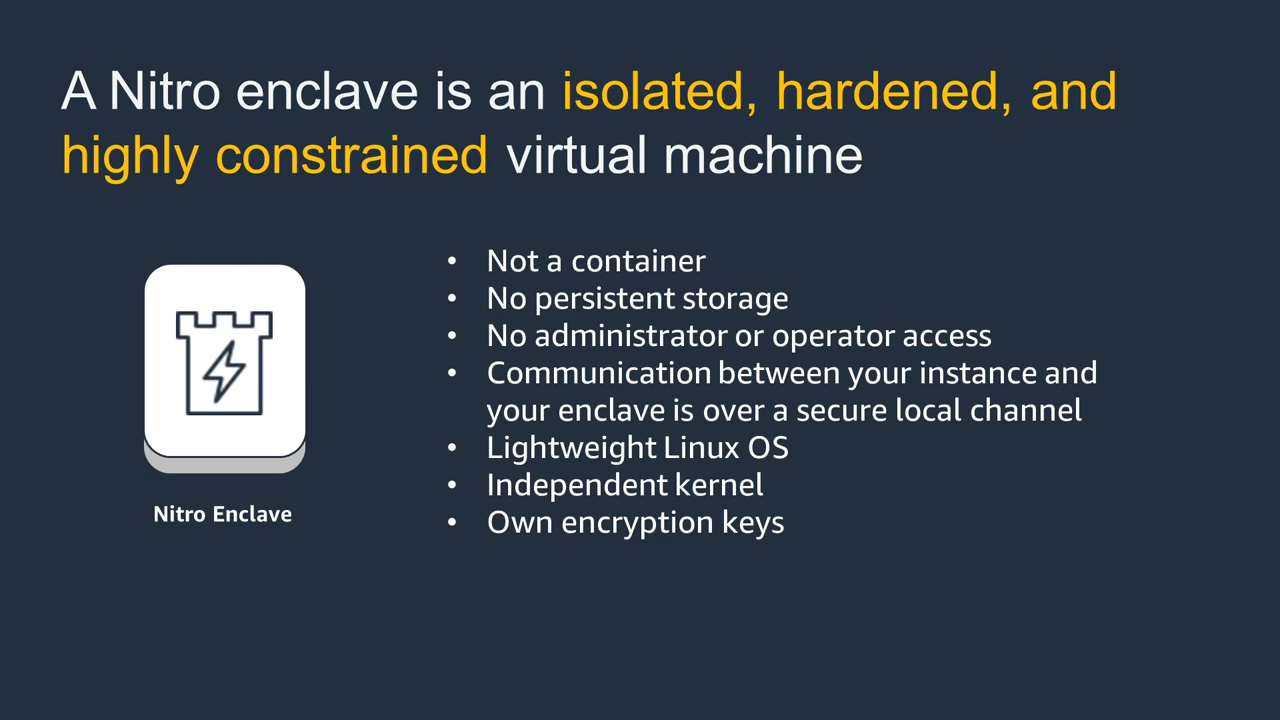 A Nitro enclave is an isolated, hardened, and
highly constrained virtual machine
Nitro Enclave
• Not a container
• No persistent storage
• No administrator or operator access
• Communication between your instance and
your enclave is over a secure local channel
• Lightweight Linux OS
• Independent kernel
• Own encryption keys